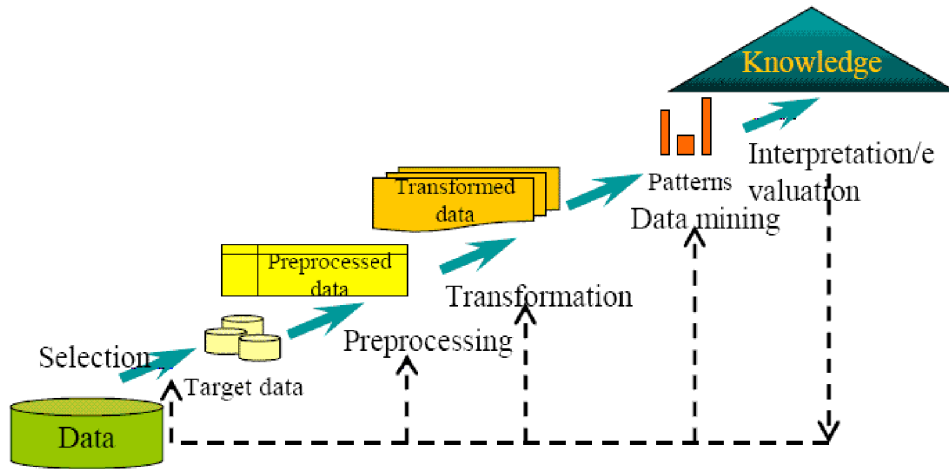 Knowledge
Interpretation/e
valuation
Patterns
Data mining
Transformed
data
Transformation
Preprocessed
data
Preprocessing
Selection
Target data
Data